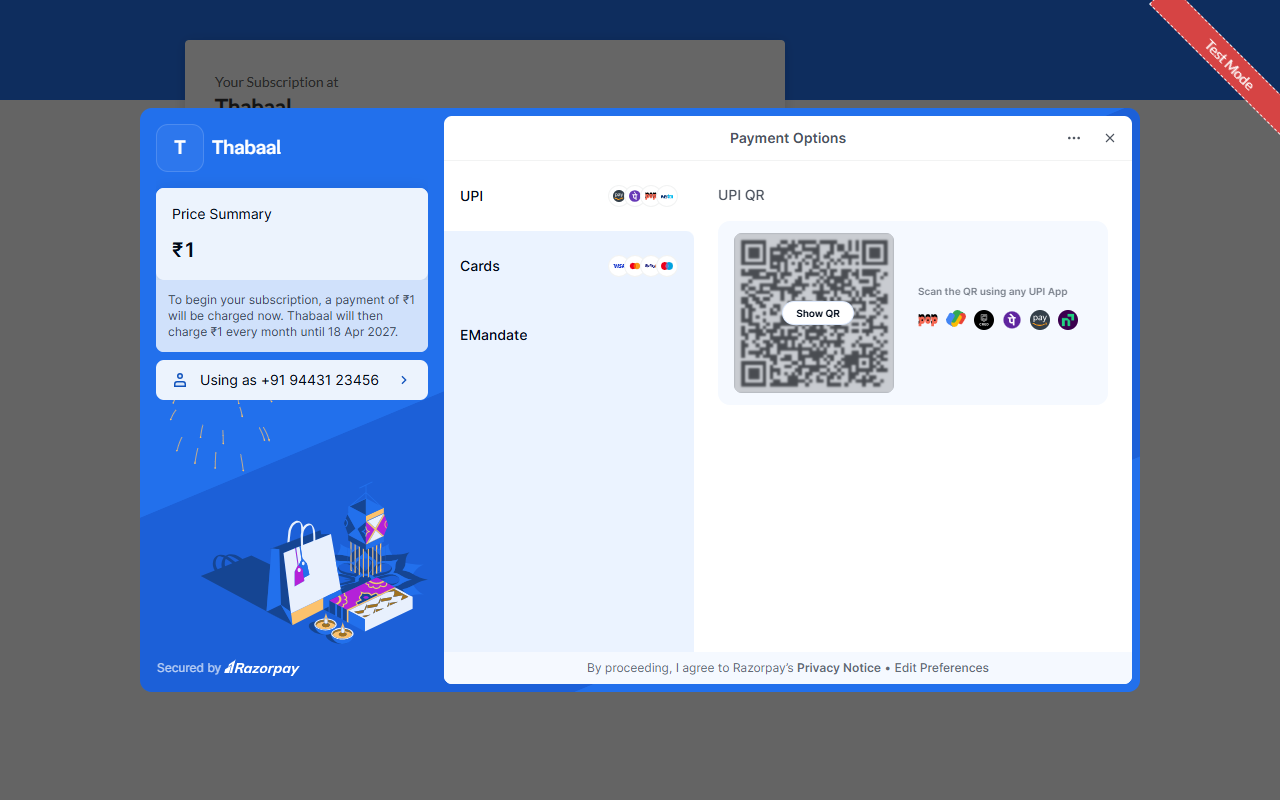 Your Subscription at
Thabaal
Test Mode
T
Thabaal
Price Summary
₹1
To begin your subscription, a payment of ₹1
will be charged now. Thabaal will then
charge ₹1 every month until 18 Apr 2027.
Using as +91 94431 23456
Secured by Razorpay
Payment Options
UPI
Cards
EMandate
UPI QR
Show QR
Scan the QR using any UPI App
pop
CRED
pay
By proceeding, I agree to Razorpay's Privacy Notice • Edit Preferences